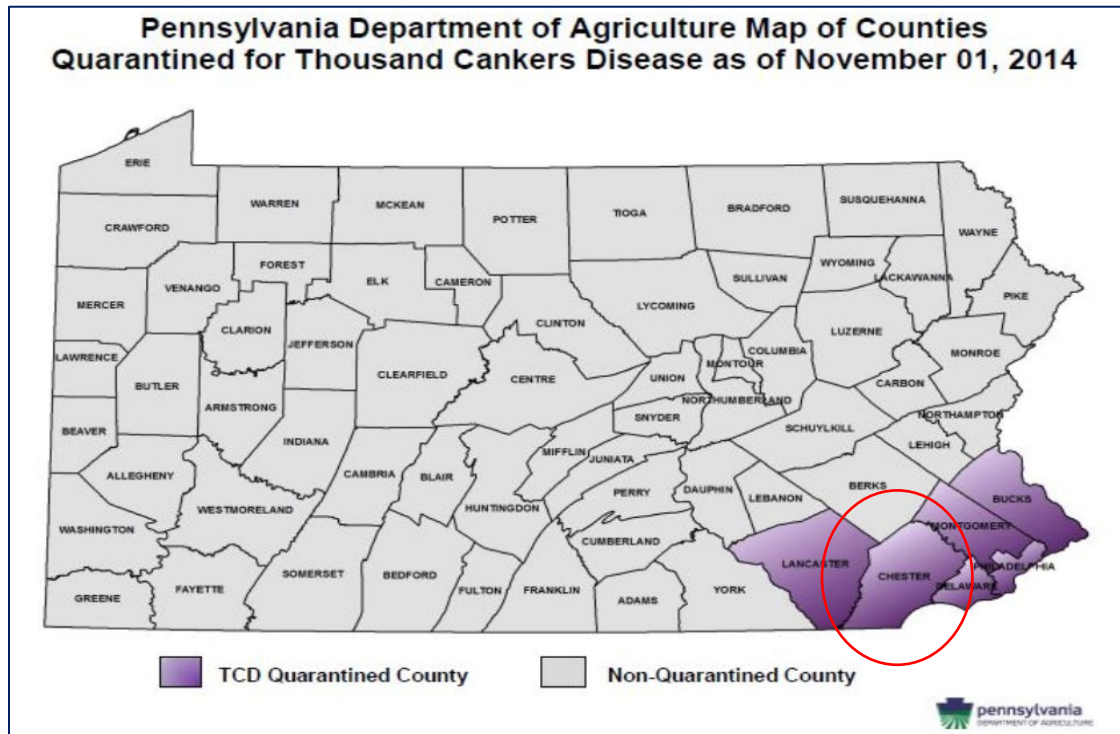 Pennsylvania Department of Agriculture Map of Counties
Quarantined for Thousand Cankers Disease as of November 01, 2014
ERIE
CRAWFORD
WARREN
MCKEAN
POTTER
TIOGA
BRADFORD
SUSQUEHANNA
WAYNE
FOREST
VENANGO
ELK
CAMERON
SULLIVAN
WYOMING
LACKAWANNA
PIKE
MERCER
CLARION
JEFFERSON
CLINTON
LYCOMING
LUZERNE
MONROE
LAWRENCE
BUTLER
ARMSTRONG
CLEARFIELD
CENTRE
UNION
MONTOUR
COLUMBIA
CARBON
NORTHUMBERLAND
SNYDER
SCHUYLKILL
NORTHAMPTON
LEHIGH
BEAVER
ALLEGHENY
INDIANA
CAMBRIA
BLAIR
MIFFLIN
JUNIATA
PERRY
DAUPHIN
LEBANON
BERKS
BUCKS
MONTGOMERY
WASHINGTON
WESTMORELAND
HUNTINGDON
CUMBERLAND
LANCASTER
CHESTER
PHILADELPHIA
DELAWARE
GREENE
FAYETTE
SOMERSET
BEDFORD
FULTON
FRANKLIN
ADAMS
YORK
TCD Quarantined County
Non-Quarantined County
pennsylvania
DEPARTMENT OF AGRICULTURE